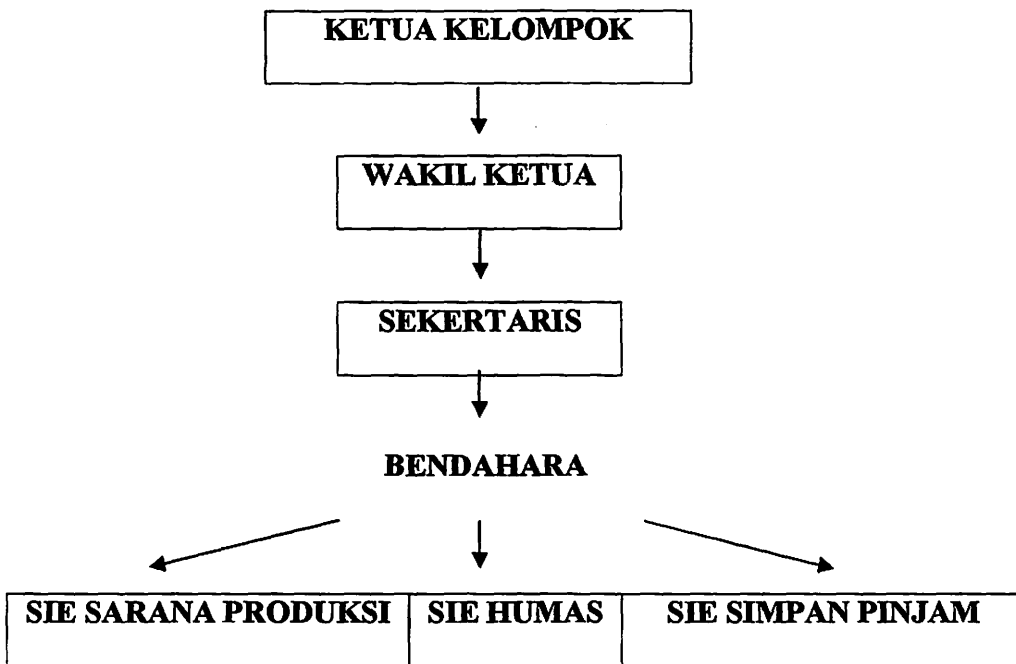 KETUA KELOMPOK
WAKIL KETUA
SEKERTARIS
BENDAHARA
SIE SARANA PRODUKSI SIE HUMAS SIE SIMPAN PINJAM